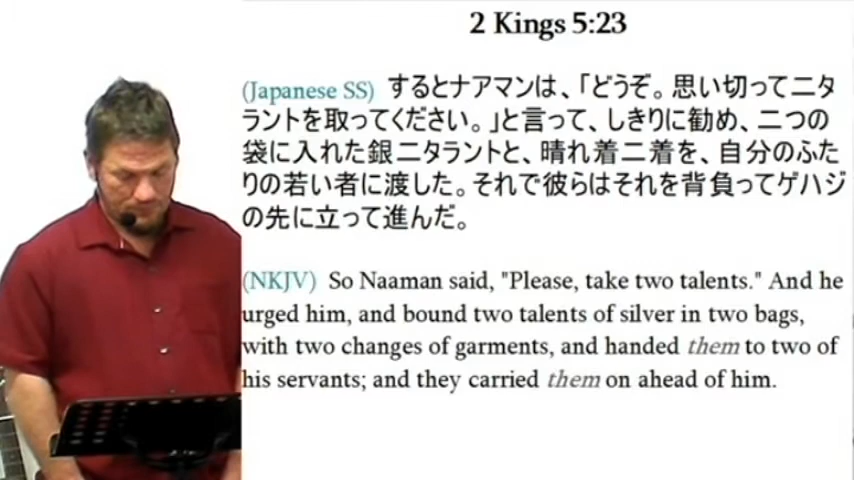 2 Kings 5:23
(Japanese SS) するとナアマンは、「どうぞ。思い切って二タ
ラントを取ってください。」と言って、しきりに勧め、二つの
袋に入れた銀二タラントと、晴れ着二着を、自分のふた
りの若い者に渡した。それで彼らはそれを背負ってゲハジ
の先に立って進んだ。
(NKJV) So Naaman said, "Please, take two talents." And he
urged him, and bound two talents of silver in two bags,
with two changes of garments, and handed them to two of
his servants; and they carried them on ahead of him.